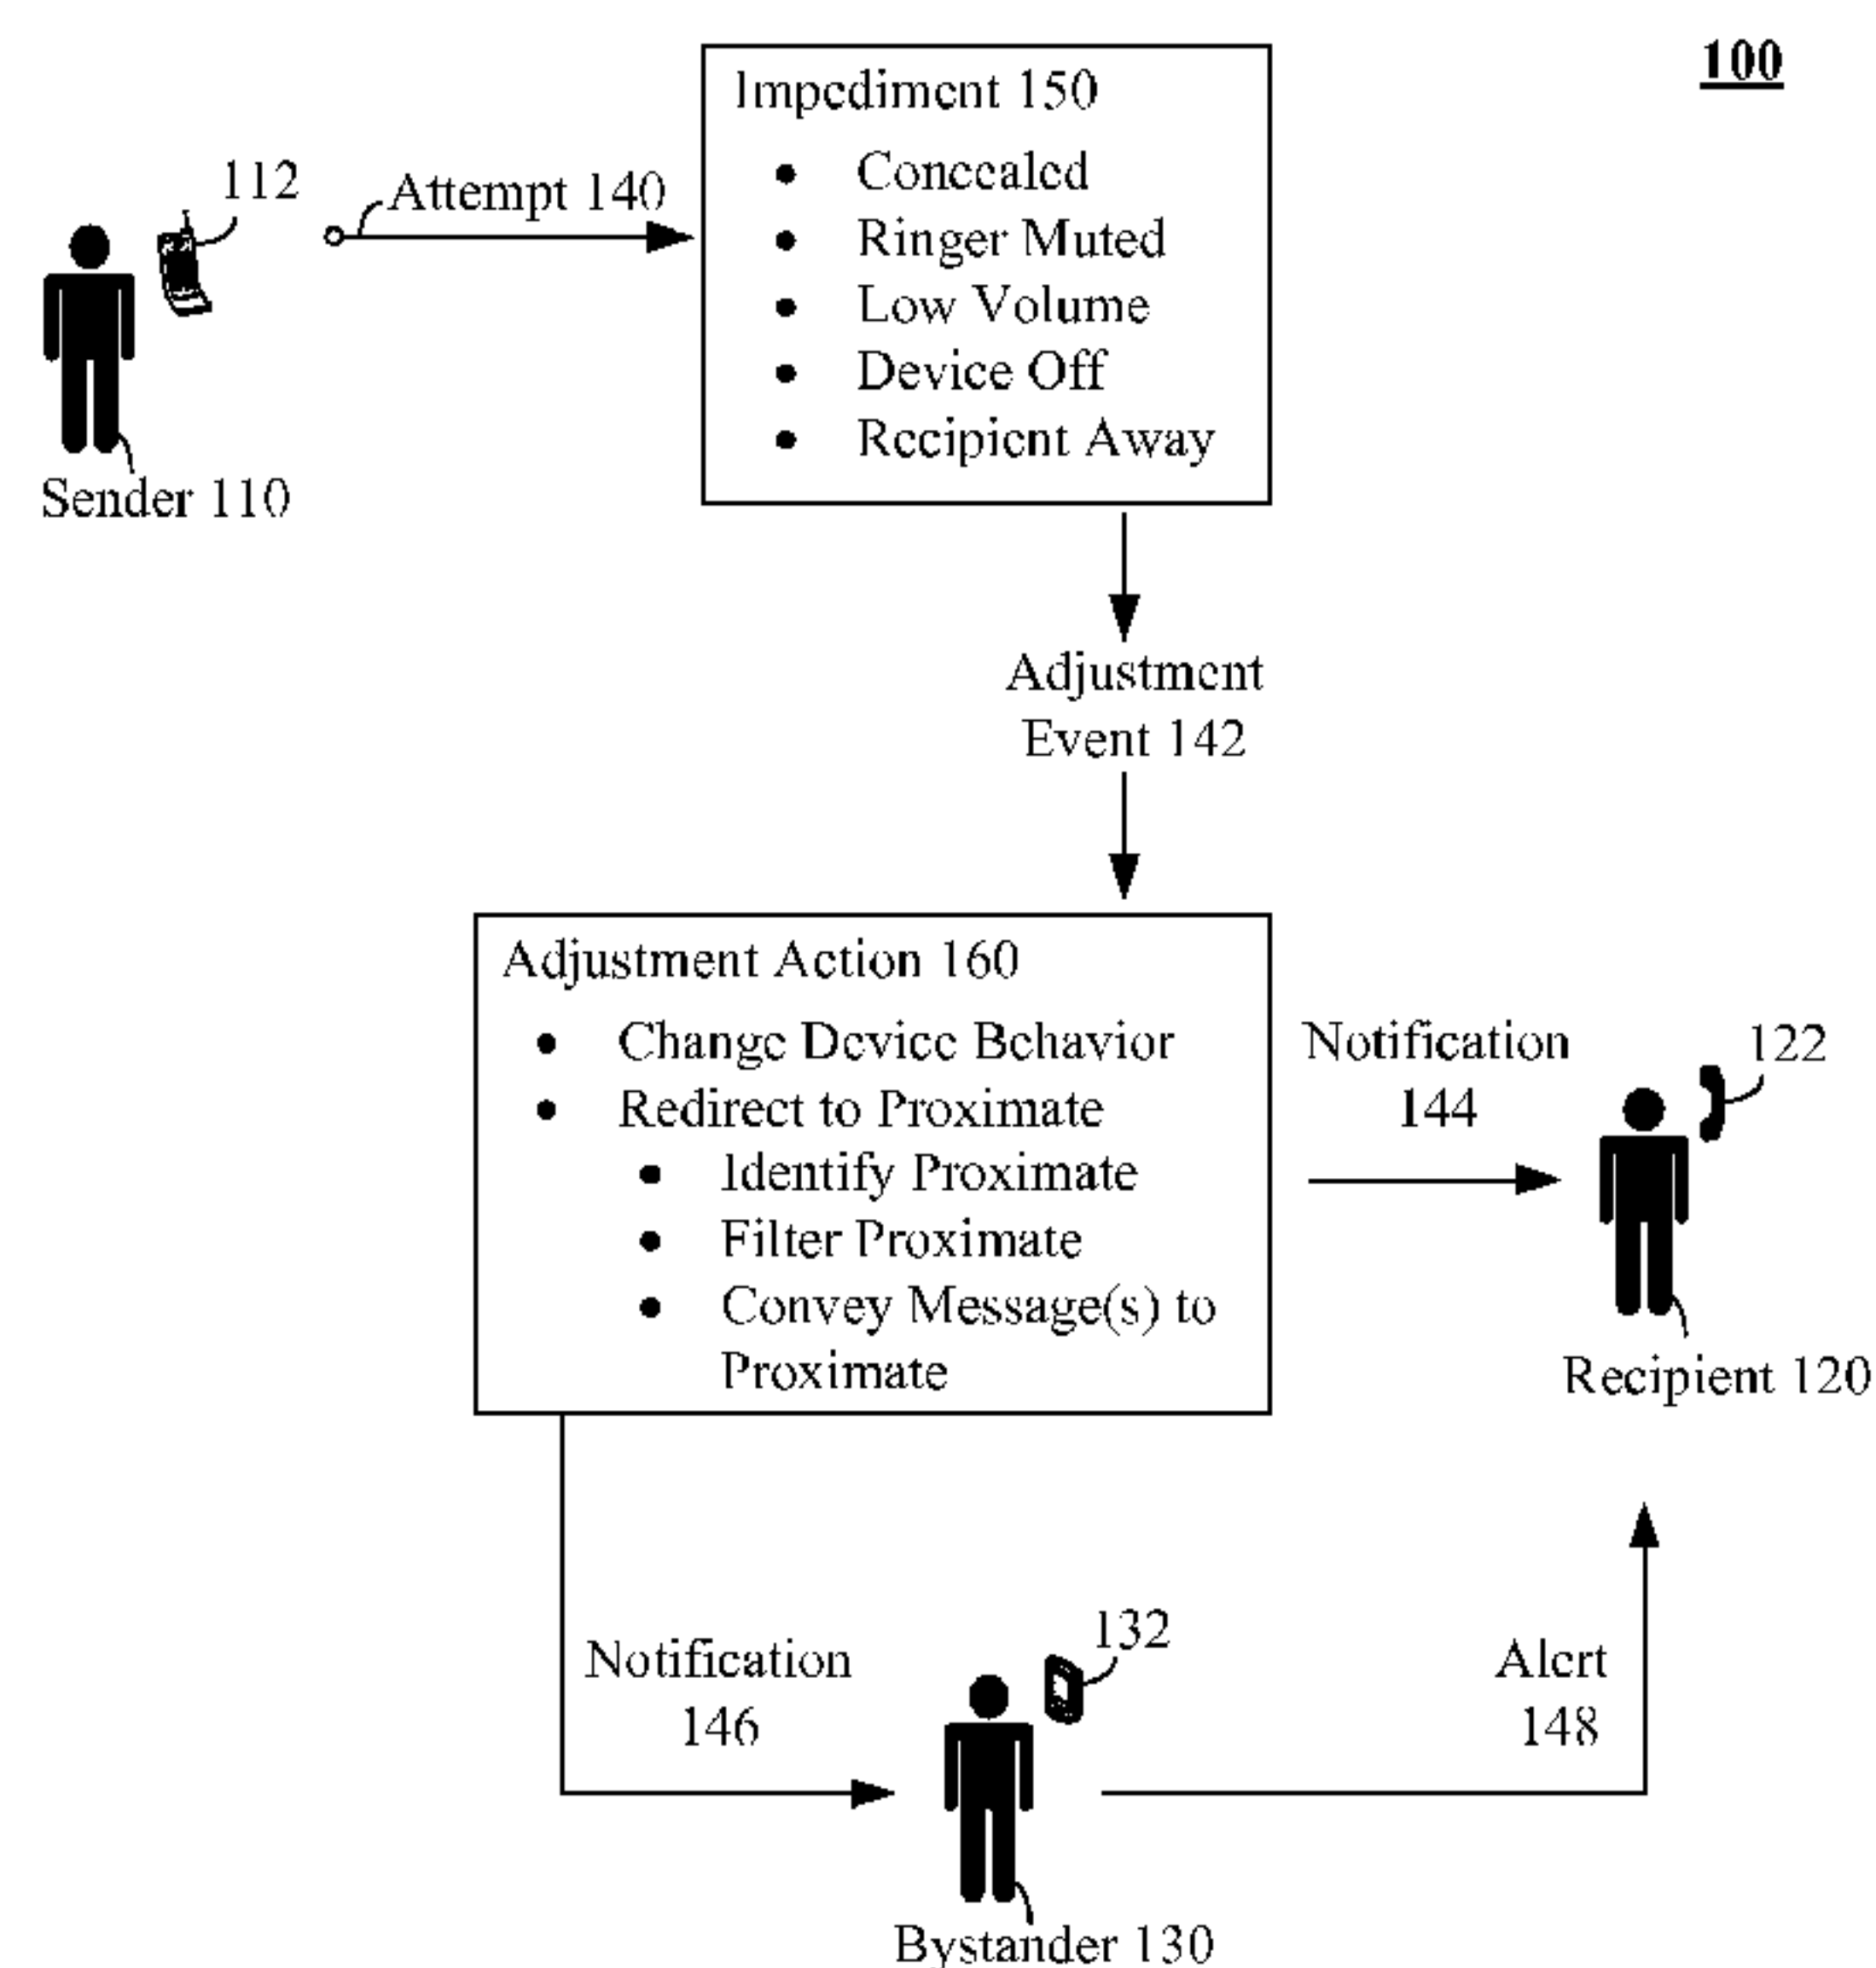 100
Impediment 150
• Concealed
• Ringer Muted
• Low Volume
• Device Off
• Recipient Away
112
Attempt 140
Sender 110
Adjustment
Event 142
Adjustment Action 160
• Change Device Behavior
• Redirect to Proximate
• Identify Proximate
• Filter Proximate
• Convey Message(s) to
Proximate
Notification
144
122
Recipient 120
Notification
146
132
Alert
148
Bystander 130